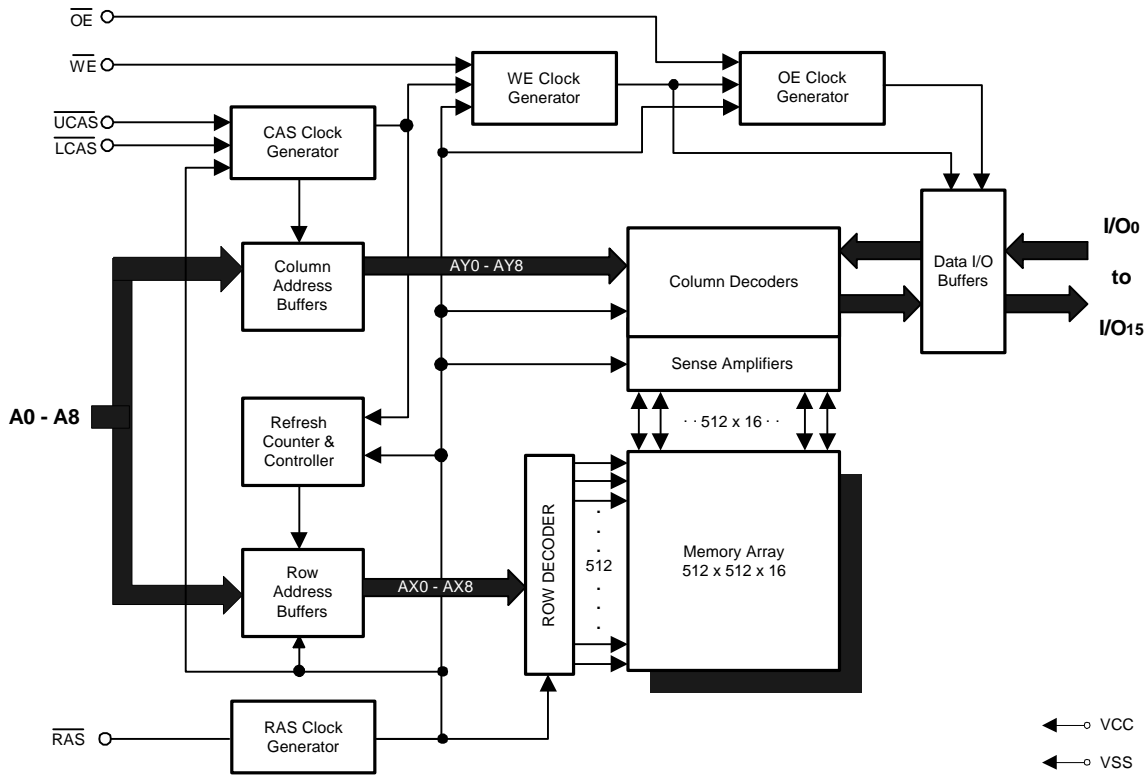 OE
WE
UCAS
LCAS
WE Clock
Generator
OE Clock
Generator
CAS Clock
Generator
Column
Address
Buffers
AY0 - AY8
Column Decoders
Sense Amplifiers
Data I/O
Buffers
I/O0
to
I/O15
A0 - A8
Refresh
Counter &
Controller
· · 512 x 16 · ·
Row
Address
Buffers
AX0 - AX8
ROW DECODER
512
Memory Array
512 x 512 x 16
RAS
RAS Clock
Generator
VCC
VSS